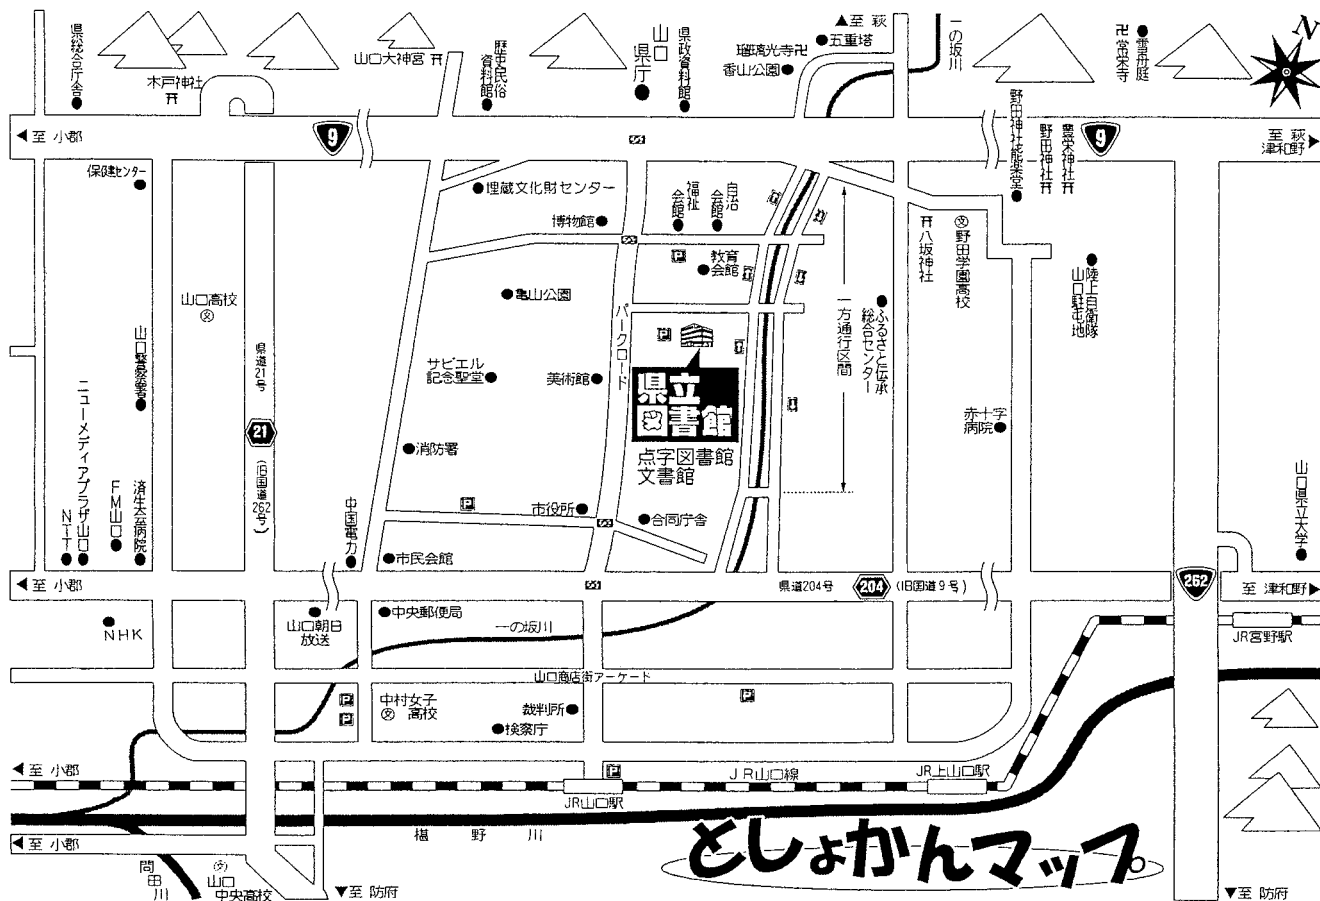 ▲至 萩
一の坂川
N
県総合庁舎
木戸神社
山口大神宮
歴史民俗
資料館
山口
県庁
県政資料館
瑠璃光寺卍
五重塔
香山公園
卍常栄寺
雪舟庭
◀至 小郡
9
9
至 萩
津和野▶
野田神社能楽堂
野田神社
豊栄神社
保健センター
埋蔵文化財センター
博物館
福祉
会館
自治
会館
教育
会館
P
八坂神社
文
野田学園高校
陸上自衛隊
山口駐屯地
山口高校
文
亀山公園
パークロード
P
一方通行区間
ふるさと伝承
総合センター
山口警察署
県道21号
21
(旧国道262号)
サビエル
記念聖堂
美術館
県立
図書館
点字図書館
文書館
赤十字
病院
ニューメディアプラザ山口
NTT
FM山口
済生会病院
消防署
中国電力
P
市役所
合同庁舎
市民会館
山口県立大学
◀至 小郡
県道204号
204
(旧国道9号)
262
至 津和野▶
NHK
山口朝日
放送
中央郵便局
一の坂川
JR宮野駅
山口商店街アーケード
P
P
P
中村女子
文 高校
裁判所
検察庁
◀至 小郡
P
JR山口線
JR上山口駅
JR山口駅
◀至 小郡
椹野川
としょかんマップ
問田川
文
山口
中央高校
▼至 防府
▼至 防府